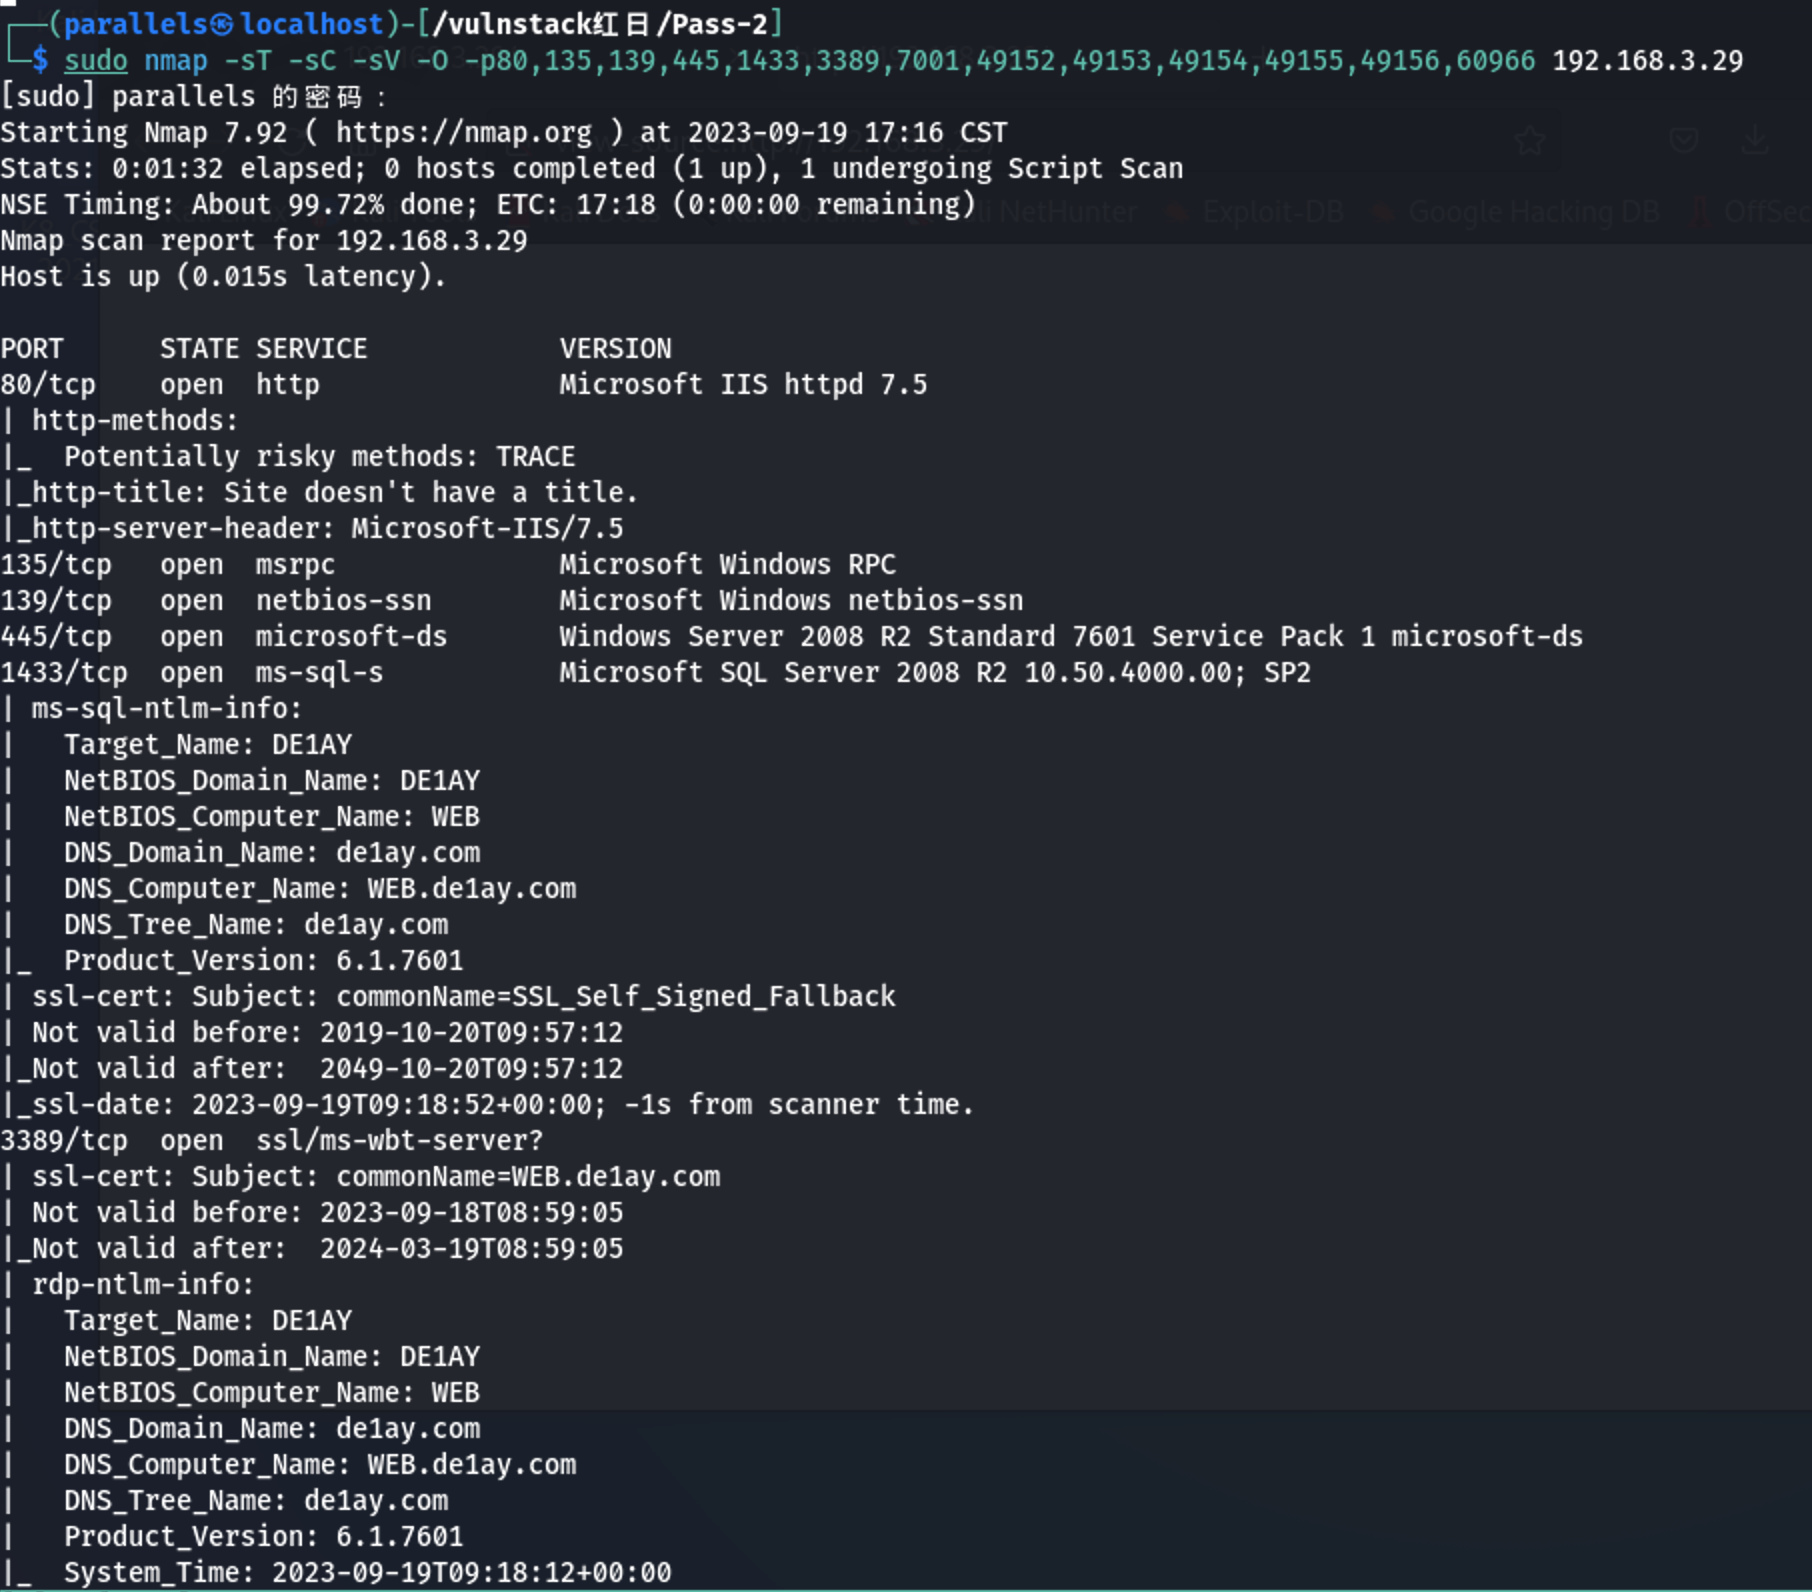 (parallels㉿localhost)-[/vulnstack红日/Pass-2]
$ sudo nmap -sT -sC -sV -O -p80,135,139,445,1433,3389,7001,49152,49153,49154,49155,49156,60966 192.168.3.29
[sudo] parallels 的密码：
Starting Nmap 7.92 ( https://nmap.org ) at 2023-09-19 17:16 CST
Stats: 0:01:32 elapsed; 0 hosts completed (1 up), 1 undergoing Script Scan
NSE Timing: About 99.72% done; ETC: 17:18 (0:00:00 remaining)
NetHunter Exploit-DB Google Hacking DB OffSec
Nmap scan report for 192.168.3.29
Host is up (0.015s latency).
PORT STATE SERVICE VERSION
80/tcp open http Microsoft IIS httpd 7.5
| http-methods:
|_ Potentially risky methods: TRACE
|_http-title: Site doesn't have a title.
|_http-server-header: Microsoft-IIS/7.5
135/tcp open msrpc Microsoft Windows RPC
139/tcp open netbios-ssn Microsoft Windows netbios-ssn
445/tcp open microsoft-ds Windows Server 2008 R2 Standard 7601 Service Pack 1 microsoft-ds
1433/tcp open ms-sql-s Microsoft SQL Server 2008 R2 10.50.4000.00; SP2
| ms-sql-ntlm-info:
| Target_Name: DE1AY
| NetBIOS_Domain_Name: DE1AY
| NetBIOS_Computer_Name: WEB
| DNS_Domain_Name: de1ay.com
| DNS_Computer_Name: WEB.de1ay.com
| DNS_Tree_Name: de1ay.com
|_ Product_Version: 6.1.7601
| ssl-cert: Subject: commonName=SSL_Self_Signed_Fallback
| Not valid before: 2019-10-20T09:57:12
|_Not valid after: 2049-10-20T09:57:12
|_ssl-date: 2023-09-19T09:18:52+00:00; -1s from scanner time.
3389/tcp open ssl/ms-wbt-server?
| ssl-cert: Subject: commonName=WEB.de1ay.com
| Not valid before: 2023-09-18T08:59:05
|_Not valid after: 2024-03-19T08:59:05
| rdp-ntlm-info:
| Target_Name: DE1AY
| NetBIOS_Domain_Name: DE1AY
| NetBIOS_Computer_Name: WEB
| DNS_Domain_Name: de1ay.com
| DNS_Computer_Name: WEB.de1ay.com
| DNS_Tree_Name: de1ay.com
| Product_Version: 6.1.7601
|_ System_Time: 2023-09-19T09:18:12+00:00